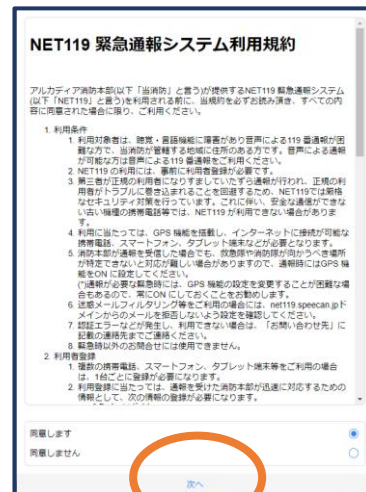 NET119 緊急通報システム利用規約
アルカディア消防本部(以下「当消防」と言う)が提供するNET119 緊急通報システム
(以下「NET119」と言う)を利用される前に、当規約を必ずお読み頂き、すべての内
容に同意された場合に限り、ご利用ください。
1. 利用条件
1. 利用対象者は、聴覚・言語機能に障害があり音声による119 番通報が困
難な方で、当消防が管轄する地域に住所のある方です。音声による通報
が可能な方は音声による119 番通報をご利用ください。
2. NET119 の利用には、事前に利用者登録が必要です。
3. 第三者が正規の利用者になりすましていたずら通報が行われ、正規の利
用者がトラブルに巻き込まれることを回避するため、NET119では厳格
なセキュリティ対策を行っています。これに伴い、安全な通信ができな
い古い機種の携帯電話等では、NET119 が利用できない場合がありま
す。
4. 利用に当たっては、GPS 機能を搭載し、インターネットに接続が可能な
携帯電話、スマートフォン、タブレット端末などが必要となります。
5. 消防本部が通報を受信した場合でも、救急隊や消防隊が向かうべき場所
が特定できないと対応が難しい場合がありますので、通報時にはGPS 機
能をON に設定してください。
(*)通報が必要な緊急時には、GPS 機能の設定を変更することが困難な場
合もあるので、常にON にしておくことをお勧めします。
6. 迷惑メールフィルタリング等をご利用の場合には、net119.speecan.jpド
メインからのメールを拒否しないよう設定を確認してください。
7. 認証エラーなどが発生し、利用できない場合は、「お問い合わせ先」に
記載の連絡先までご連絡ください。
8. 緊急時以外のお問合せには使用できません。
2. 利用者登録
1. 複数の携帯電話、スマートフォン、タブレット端末等をご利用の場合
は、1台ごとに登録が必要になります。
2. 利用登録に当たっては、通報を受けた消防本部が迅速に対応するための
情報として、次の情報の登録が必要になります。
同意します
同意しません
次へ